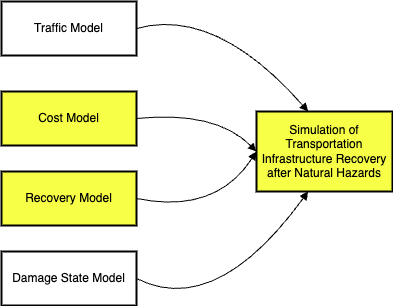 Traffic Model
Cost Model
Recovery Model
Damage State Model
Simulation of
Transportation
Infrastructure Recovery
after Natural Hazards